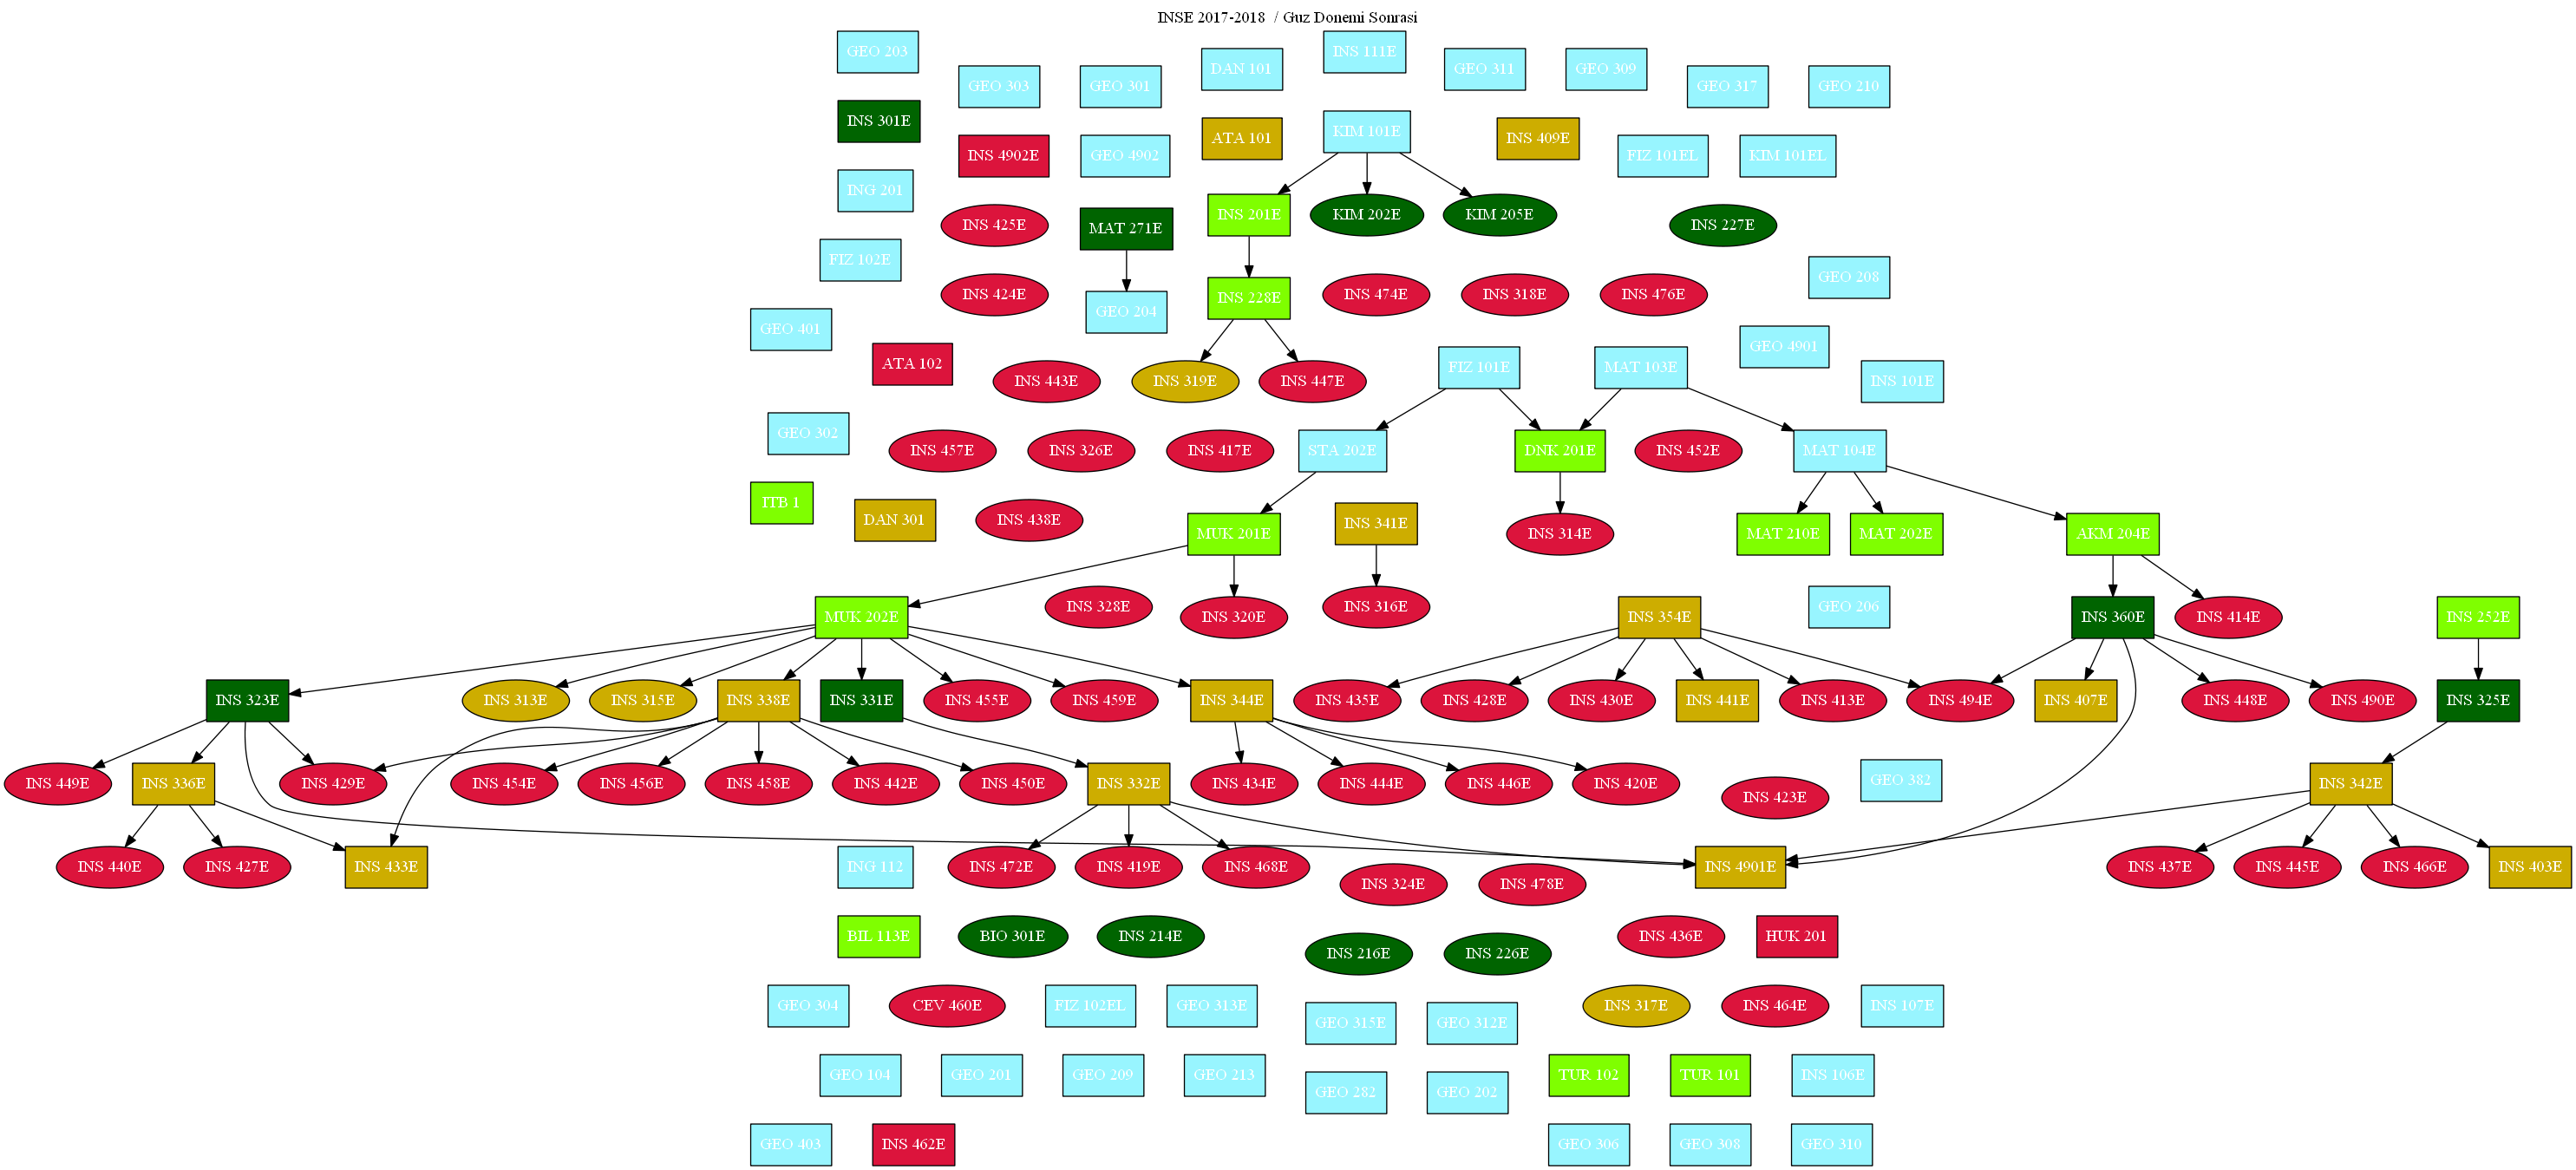 INSE 2017-2018 / Guz Donemi Sonrasi
GEO 203
INS 111E
DAN 101
GEO 311
GEO 309
GEO 303
GEO 301
GEO 317
GEO 210
INS 301E
KIM 101E
ATA 101
INS 409E
INS 4902E
GEO 4902
FIZ 101EL
KIM 101EL
ING 201
INS 201E
KIM 202E
KIM 205E
INS 425E
MAT 271E
INS 227E
FIZ 102E
GEO 208
INS 424E
INS 228E
INS 474E
INS 318E
INS 476E
GEO 204
GEO 401
GEO 4901
ATA 102
FIZ 101E
MAT 103E
INS 443E
INS 319E
INS 447E
INS 101E
GEO 302
INS 457E
INS 326E
INS 417E
STA 202E
DNK 201E
INS 452E
MAT 104E
ITB 1
DAN 301
INS 438E
INS 341E
MUK 201E
INS 314E
MAT 210E
MAT 202E
AKM 204E
INS 328E
INS 316E
GEO 206
MUK 202E
INS 320E
INS 354E
INS 360E
INS 414E
INS 252E
INS 323E
INS 313E
INS 315E
INS 338E
INS 331E
INS 455E
INS 459E
INS 344E
INS 435E
INS 428E
INS 430E
INS 441E
INS 413E
INS 494E
INS 407E
INS 448E
INS 490E
INS 325E
INS 449E
INS 336E
INS 429E
INS 454E
INS 456E
INS 458E
INS 442E
INS 450E
INS 332E
INS 434E
INS 444E
INS 446E
INS 420E
INS 423E
GEO 382
INS 342E
INS 440E
INS 427E
INS 433E
ING 112
INS 472E
INS 419E
INS 468E
INS 324E
INS 478E
INS 4901E
INS 437E
INS 445E
INS 466E
INS 403E
BIL 113E
BIO 301E
INS 214E
INS 216E
INS 226E
INS 436E
HUK 201
GEO 304
CEV 460E
FIZ 102EL
GEO 313E
GEO 315E
GEO 312E
INS 317E
INS 464E
INS 107E
GEO 104
GEO 201
GEO 209
GEO 213
GEO 282
GEO 202
TUR 102
TUR 101
INS 106E
GEO 403
INS 462E
GEO 306
GEO 308
GEO 310